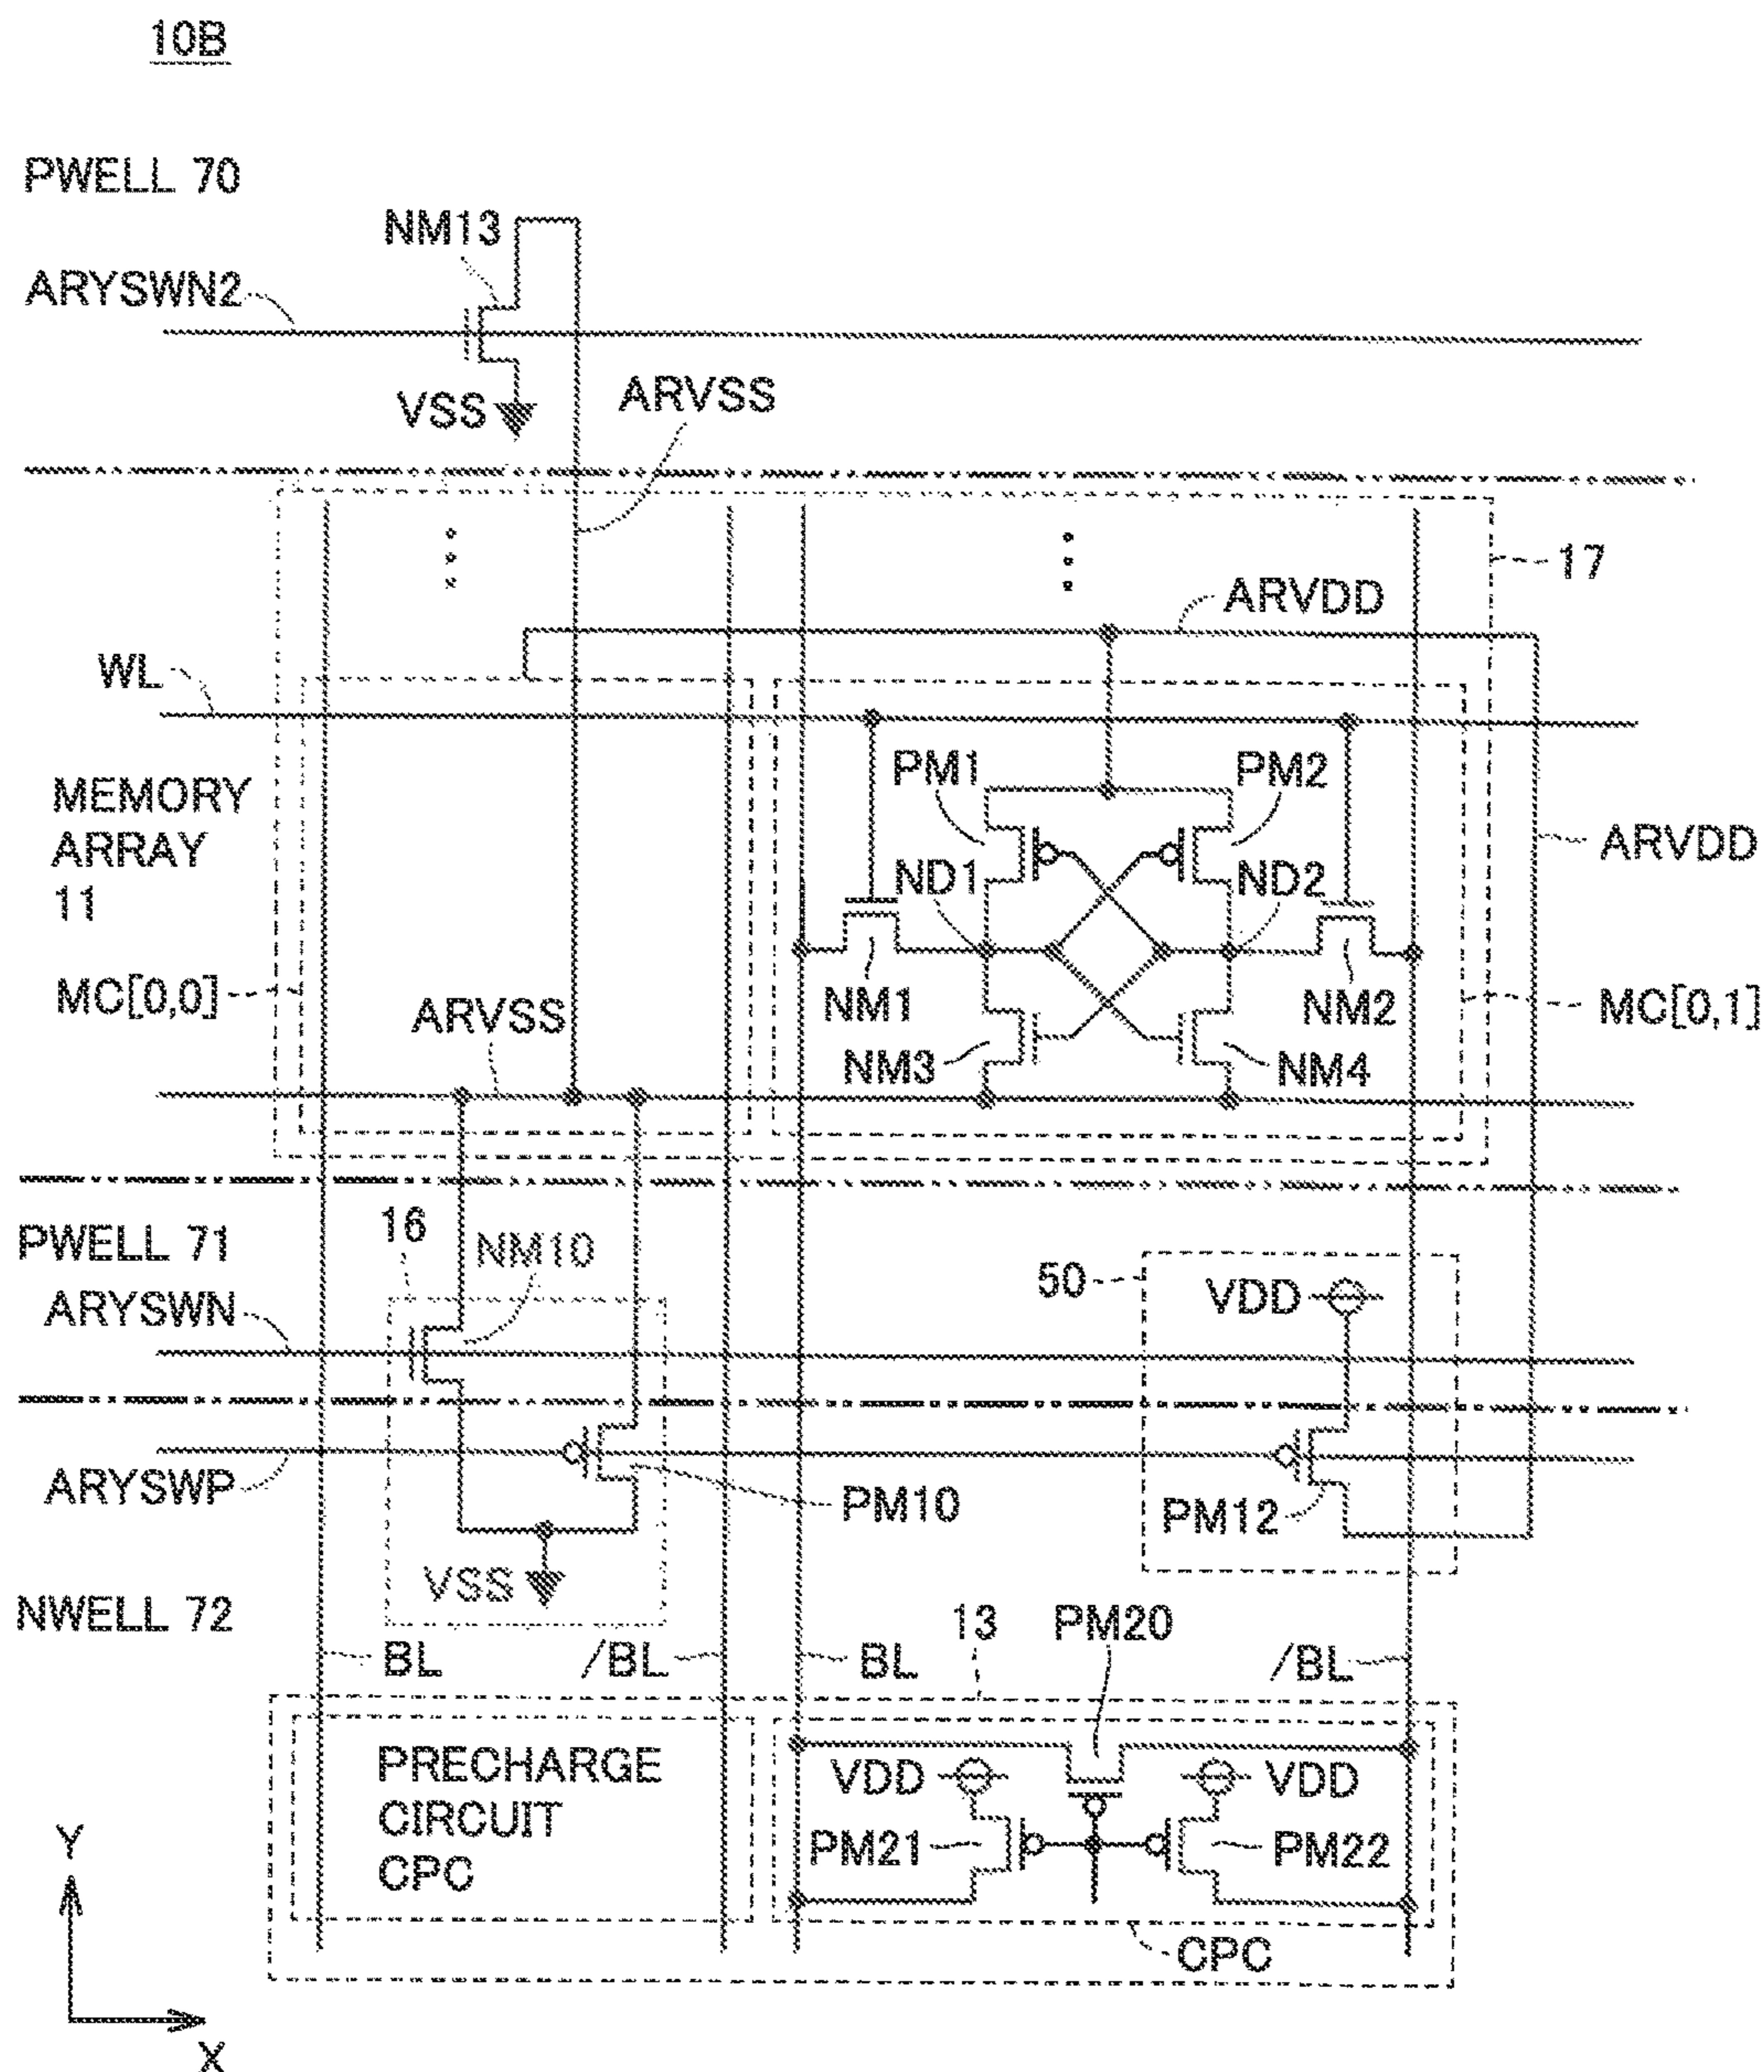 10B
PWELL 70
NM13
ARYSWN2
VSS
ARVSS
17
ARVDD
WL
PM1
PM2
MEMORY
ARRAY
11
ARVDD
ND1
ND2
MC[0,0]
NM1
NM2
MC[0,1]
ARVSS
NM3
NM4
PWELL 71
16
NM10
50
VDD
ARYSWN
ARYSWP
PM10
PM12
VSS
NWELL 72
13
PM20
BL
/BL
BL
/BL
PRECHARGE
CIRCUIT
CPC
VDD
VDD
PM21
PM22
CPC
Y
X